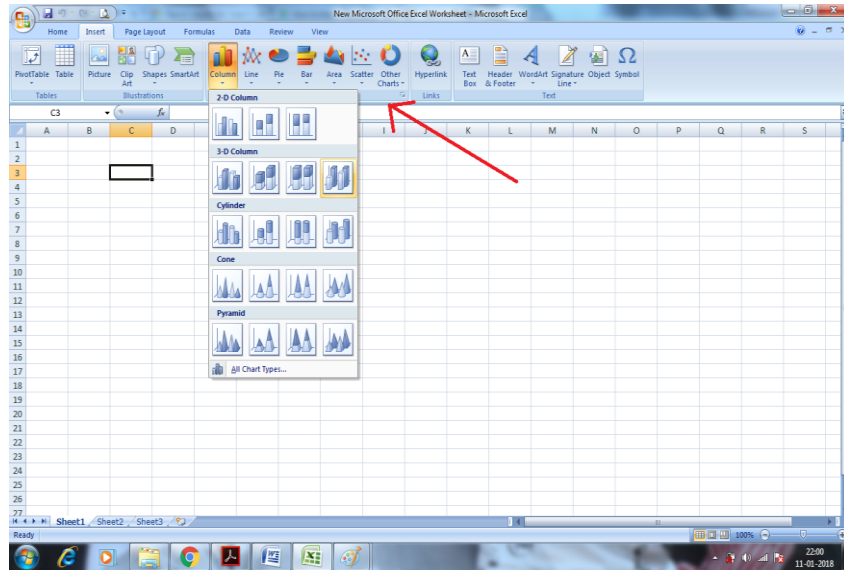 New Microsoft Office Excel Worksheet - Microsoft Excel
Home Insert Page Layout Formulas Data Review View
PivotTable Table Picture Clip Art Shapes SmartArt Column Line Pie Bar Area Scatter Other Charts Hyperlink Text Box Header & Footer WordArt Signature Line Object Symbol
Tables Illustrations Links Text
C3 fx
A B C D I J K L M N O P Q R S
2-D Column
3-D Column
Cylinder
Cone
Pyramid
All Chart Types...
1
2
3
4
5
6
7
8
9
10
11
12
13
14
15
16
17
18
19
20
21
22
23
24
25
26
27
Sheet1 Sheet2 Sheet3
Ready 100%
22:00
11-01-2018